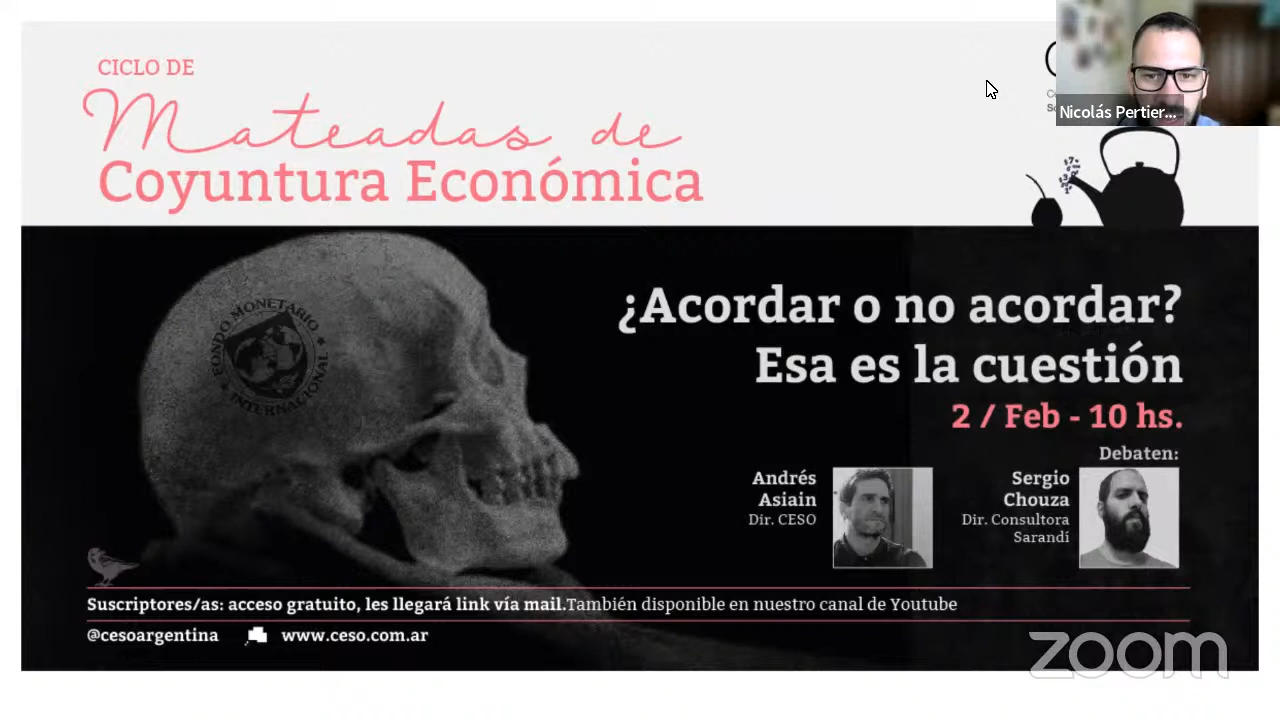 CICLO DE
Mateadas de
Coyuntura Económica
Nicolás Pertier...
FONDO MONETARIO
INTERNACIONAL
¿Acordar o no acordar?
Esa es la cuestión
2 / Feb - 10 hs.
Debaten:
Andrés
Asiain
Dir. CESO
Sergio
Chouza
Dir. Consultora
Sarandí
Suscriptores/as: acceso gratuito, les llegará link vía mail.También disponible en nuestro canal de Youtube
@cesoargentina
www.ceso.com.ar
zoom